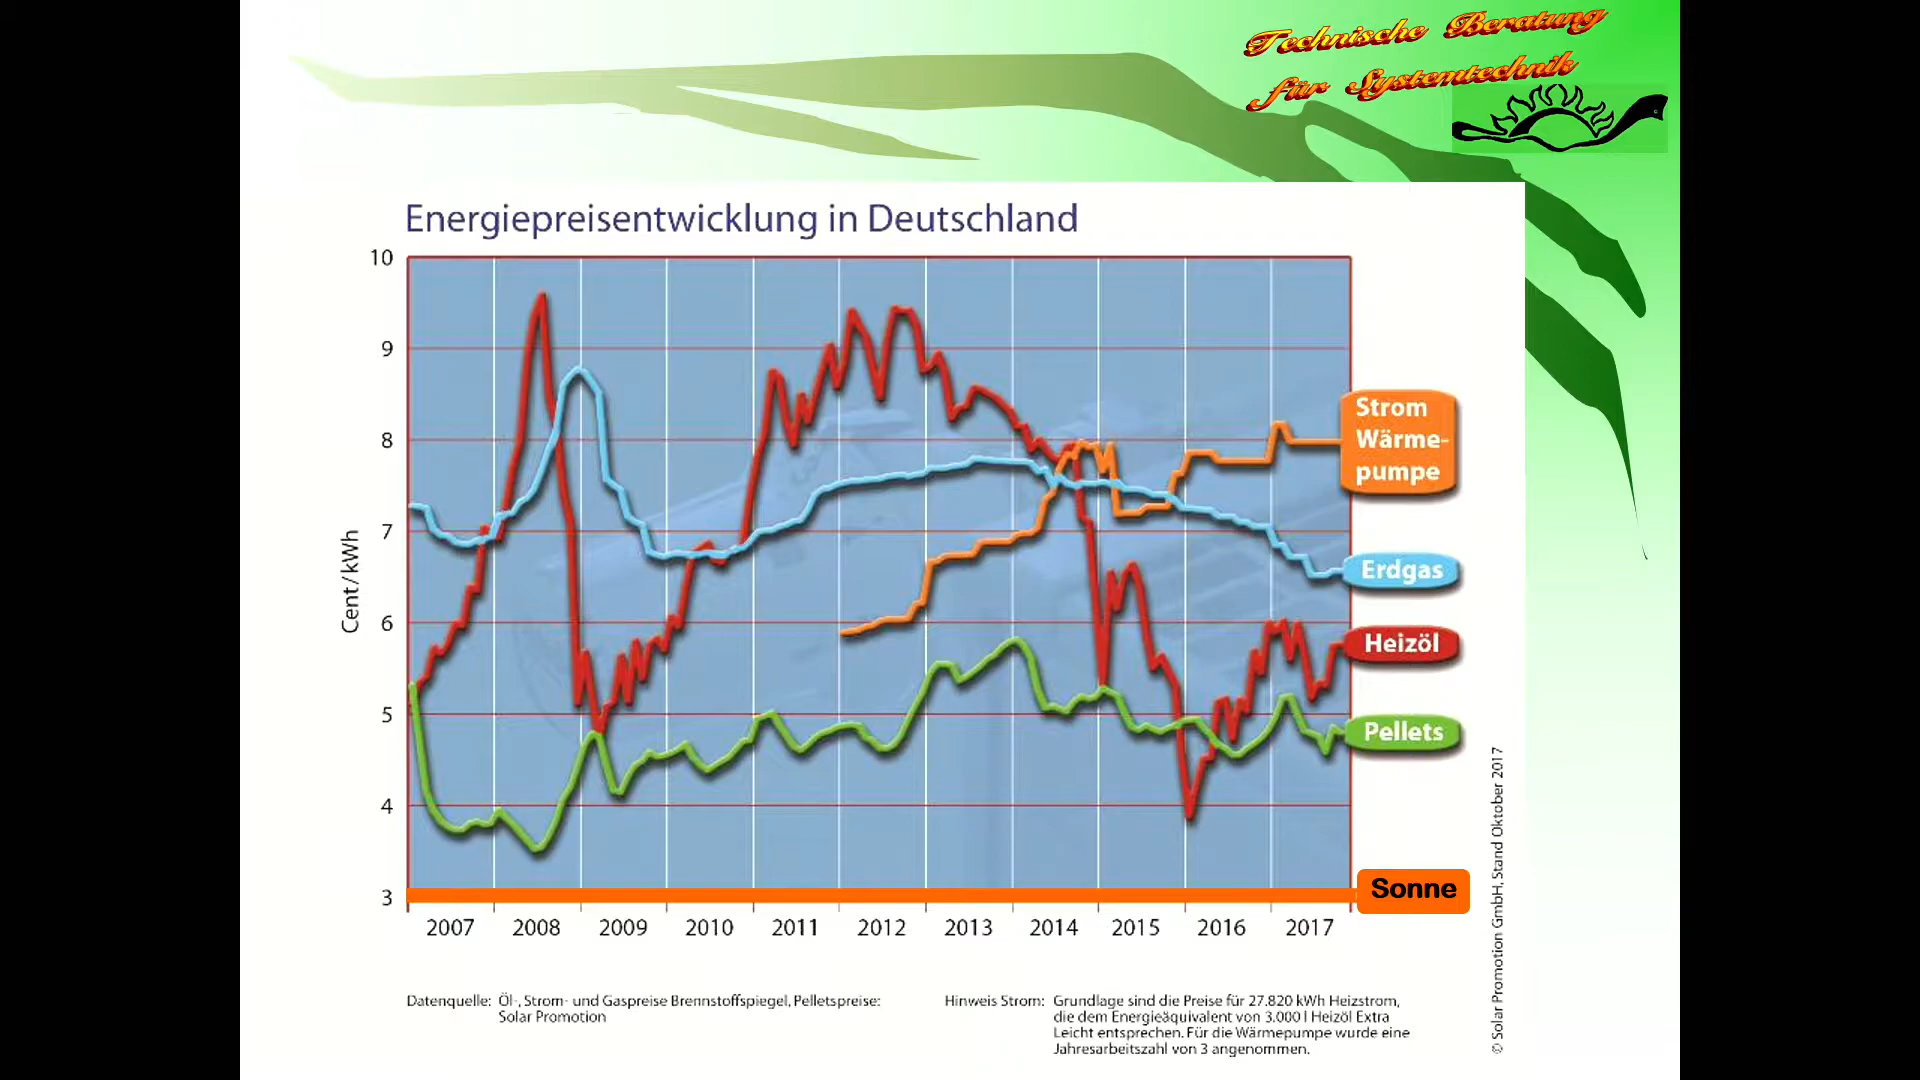 Technische Beratung
für Systemtechnik
Energiepreisentwicklung in Deutschland
10
9
8
7
6
5
4
3
Cent/kWh
Strom
Wärme-
pumpe
Erdgas
Heizöl
Pellets
Sonne
2007 2008 2009 2010 2011 2012 2013 2014 2015 2016 2017
Datenquelle: Öl-, Strom- und Gaspreise Brennstoffspiegel, Pelletspreise:
Solar Promotion
Hinweis Strom: Grundlage sind die Preise für 27.820 kWh Heizstrom,
die dem Energieäquivalent von 3.000 l Heizöl Extra
Leicht entsprechen. Für die Wärmepumpe wurde eine
Jahresarbeitszahl von 3 angenommen.
© Solar Promotion GmbH, Stand Oktober 2017